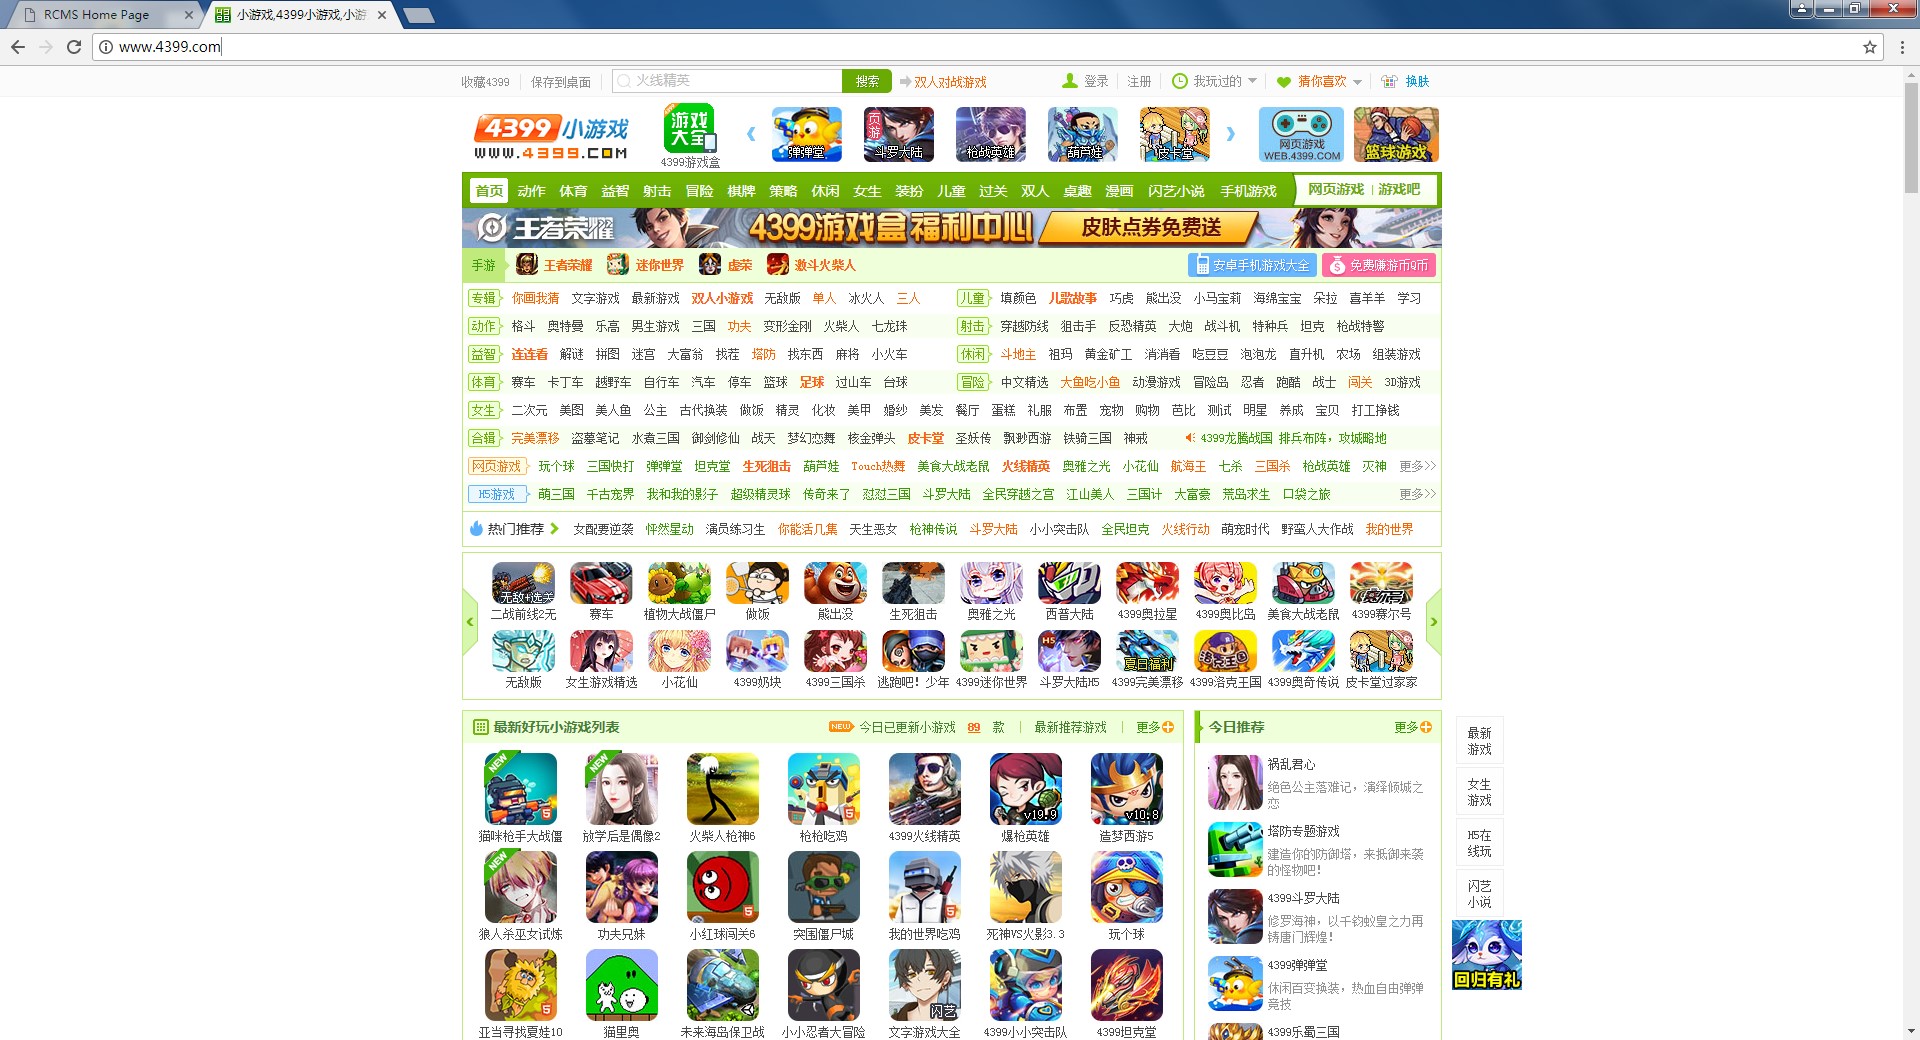 RCMS Home Page
小游戏,4399小游戏,小游
www.4399.com
收藏4399 保存到桌面 火线精英 搜索 双人对战游戏 登录 注册 我玩过的 猜你喜欢 换肤
4399小游戏
www.4399.com
游戏大全
4399游戏盒
弹弹堂
页游
斗罗大陆
枪战英雄
葫芦娃
皮卡堂
网页游戏
WEB.4399.COM
篮球游戏
首页 动作 体育 益智 射击 冒险 棋牌 策略 休闲 女生 装扮 儿童 过关 双人 桌趣 漫画 闪艺小说 手机游戏 网页游戏 | 游戏吧
王者荣耀 4399游戏盒 福利中心 皮肤点券免费送
手游 王者荣耀 迷你世界 虚荣 激斗火柴人 安卓手机游戏大全 免费赚游币Q币
专辑 你画我猜 文字游戏 最新游戏 双人小游戏 无敌版 单人 冰火人 三人 儿童 填颜色 儿歌故事 巧虎 熊出没 小马宝莉 海绵宝宝 朵拉 喜羊羊 学习
动作 格斗 奥特曼 乐高 男生游戏 三国 功夫 变形金刚 火柴人 七龙珠 射击 穿越防线 狙击手 反恐精英 大炮 战斗机 特种兵 坦克 枪战特警
益智 连连看 解谜 拼图 迷宫 大富翁 找茬 塔防 找东西 麻将 小火车 休闲 斗地主 祖玛 黄金矿工 消消看 吃豆豆 泡泡龙 直升机 农场 组装游戏
体育 赛车 卡丁车 越野车 自行车 汽车 停车 篮球 足球 过山车 台球 冒险 中文精选 大鱼吃小鱼 动漫游戏 冒险岛 忍者 跑酷 战士 闯关 3D游戏
女生 二次元 美图 美人鱼 公主 古代换装 做饭 精灵 化妆 美甲 婚纱 美发 餐厅 蛋糕 礼服 布置 宠物 购物 芭比 测试 明星 养成 宝贝 打工挣钱
合辑 完美漂移 盗墓笔记 水煮三国 御剑修仙 战天 梦幻恋舞 核金弹头 皮卡堂 圣妖传 飘渺西游 铁骑三国 神戒 4399龙腾战国 排兵布阵，攻城略地
网页游戏 玩个球 三国快打 弹弹堂 坦克堂 生死狙击 葫芦娃 Touch热舞 美食大战老鼠 火线精英 奥雅之光 小花仙 航海王 七杀 三国杀 枪战英雄 灭神 更多>>
H5游戏 萌三国 千古宠界 我和我的影子 超级精灵球 传奇来了 怼怼三国 斗罗大陆 全民穿越之宫 江山美人 三国计 大富豪 荒岛求生 口袋之旅 更多>>
热门推荐 女配要逆袭 怦然星动 演员练习生 你能活几集 天生恶女 枪神传说 斗罗大陆 小小突击队 全民坦克 火线行动 萌宠时代 野蛮人大作战 我的世界
无敌+选关
二战前线2无 赛车 植物大战僵尸 做饭 熊出没 生死狙击 奥雅之光 西普大陆 4399奥拉星 4399奥比岛 美食大战老鼠 4399赛尔号
H5
夏日福利
无敌版 女生游戏精选 小花仙 4399奶块 4399三国杀 逃跑吧！少年 4399迷你世界 斗罗大陆H5 4399完美漂移 4399洛克王国 4399奥奇传说 皮卡堂过家家
最新好玩小游戏列表 NEW 今日已更新小游戏 89 款 | 最新推荐游戏 | 更多
NEW
NEW
v19.9
v10.8
猫咪枪手大战僵 放学后是偶像2 火柴人枪神6 枪枪吃鸡 4399火线精英 爆枪英雄 造梦西游5
NEW
狼人杀巫女试炼 功夫兄妹 小红球闯关6 突围僵尸城 我的世界吃鸡 死神VS火影3.3 玩个球
闪艺
亚当寻找夏娃10 猫里奥 未来海岛保卫战 小小忍者大冒险 文字游戏大全 4399小小突击队 4399坦克堂
今日推荐 更多
祸乱君心
绝色公主落难记，演绎倾城之恋
塔防专题游戏
建造你的防御塔，来抵御来袭的怪物吧！
4399斗罗大陆
修罗海神，以千钧蚁皇之力再铸唐门辉煌！
4399弹弹堂
休闲百变换装，热血自由弹弹竞技
4399乐蜀三国
最新游戏
女生游戏
H5在线玩
闪艺小说
回归有礼